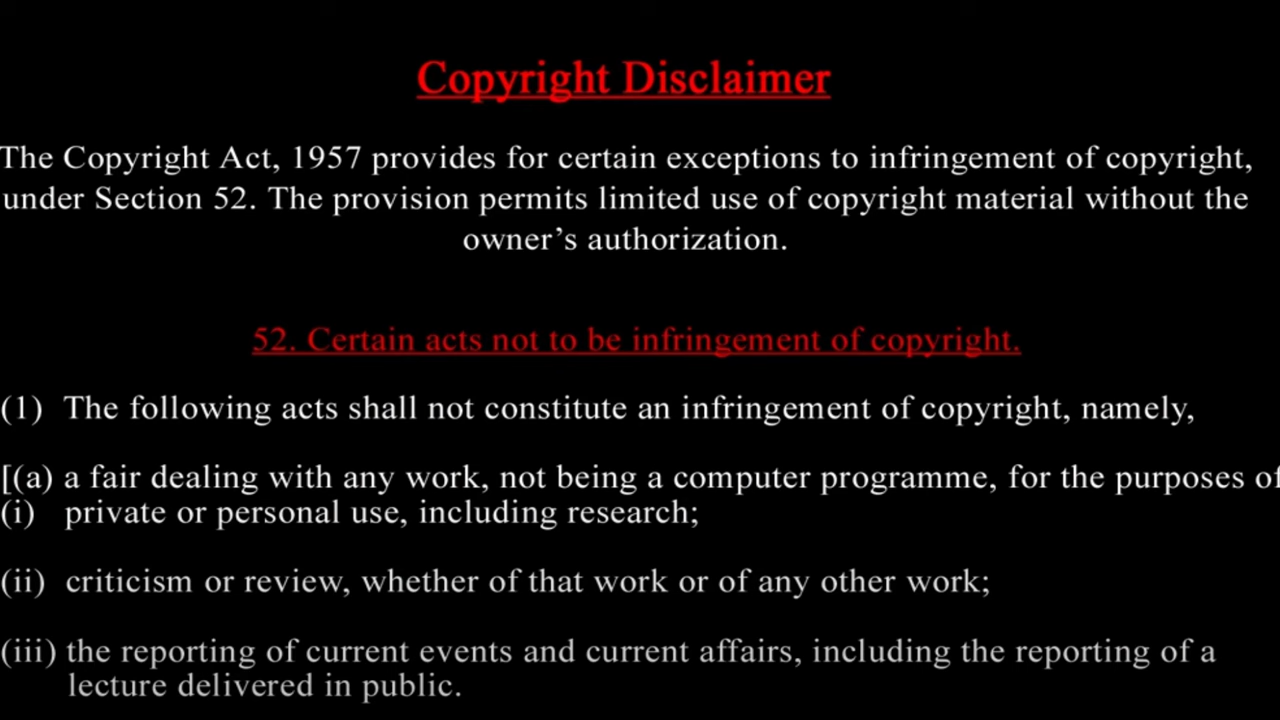 Copyright Disclaimer
The Copyright Act, 1957 provides for certain exceptions to infringement of copyright,
under Section 52. The provision permits limited use of copyright material without the
owner’s authorization.
52. Certain acts not to be infringement of copyright.
(1) The following acts shall not constitute an infringement of copyright, namely,
[(a) a fair dealing with any work, not being a computer programme, for the purposes of
(i) private or personal use, including research;
(ii) criticism or review, whether of that work or of any other work;
(iii) the reporting of current events and current affairs, including the reporting of a
lecture delivered in public.